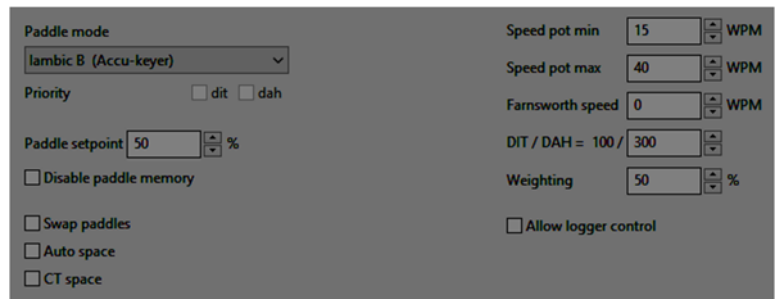 Paddle mode
Iambic B (Accu-keyer)
Priority dit dah
Paddle setpoint 50 %
Disable paddle memory
Swap paddles
Auto space
CT space
Speed pot min 15 WPM
Speed pot max 40 WPM
Farnsworth speed 0 WPM
DIT / DAH = 100 / 300
Weighting 50 %
Allow logger control